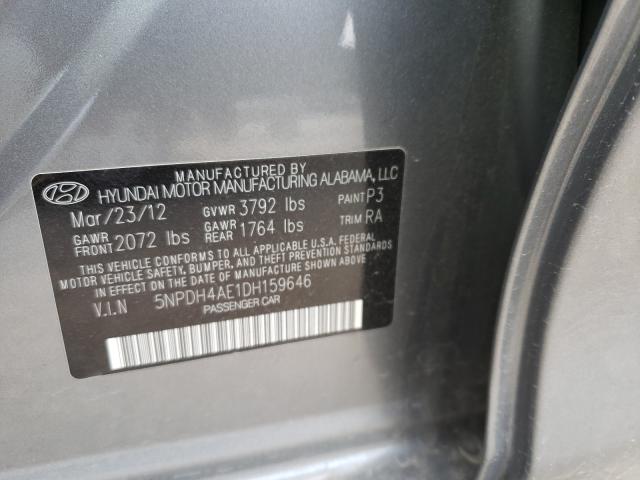 MANUFACTURED BY
HYUNDAI MOTOR MANUFACTURING ALABAMA, LLC
Mar/23/12 GVWR 3792 lbs PAINT P3
GAWR FRONT 2072 lbs GAWR REAR 1764 lbs TRIM RA
THIS VEHICLE CONFORMS TO ALL APPLICABLE U.S.A. FEDERAL
MOTOR VEHICLE SAFETY, BUMPER, AND THEFT PREVENTION STANDARDS
IN EFFECT ON THE DATE OF MANUFACTURE SHOWN ABOVE.
V.I.N 5NPDH4AE1DH159646
PASSENGER CAR